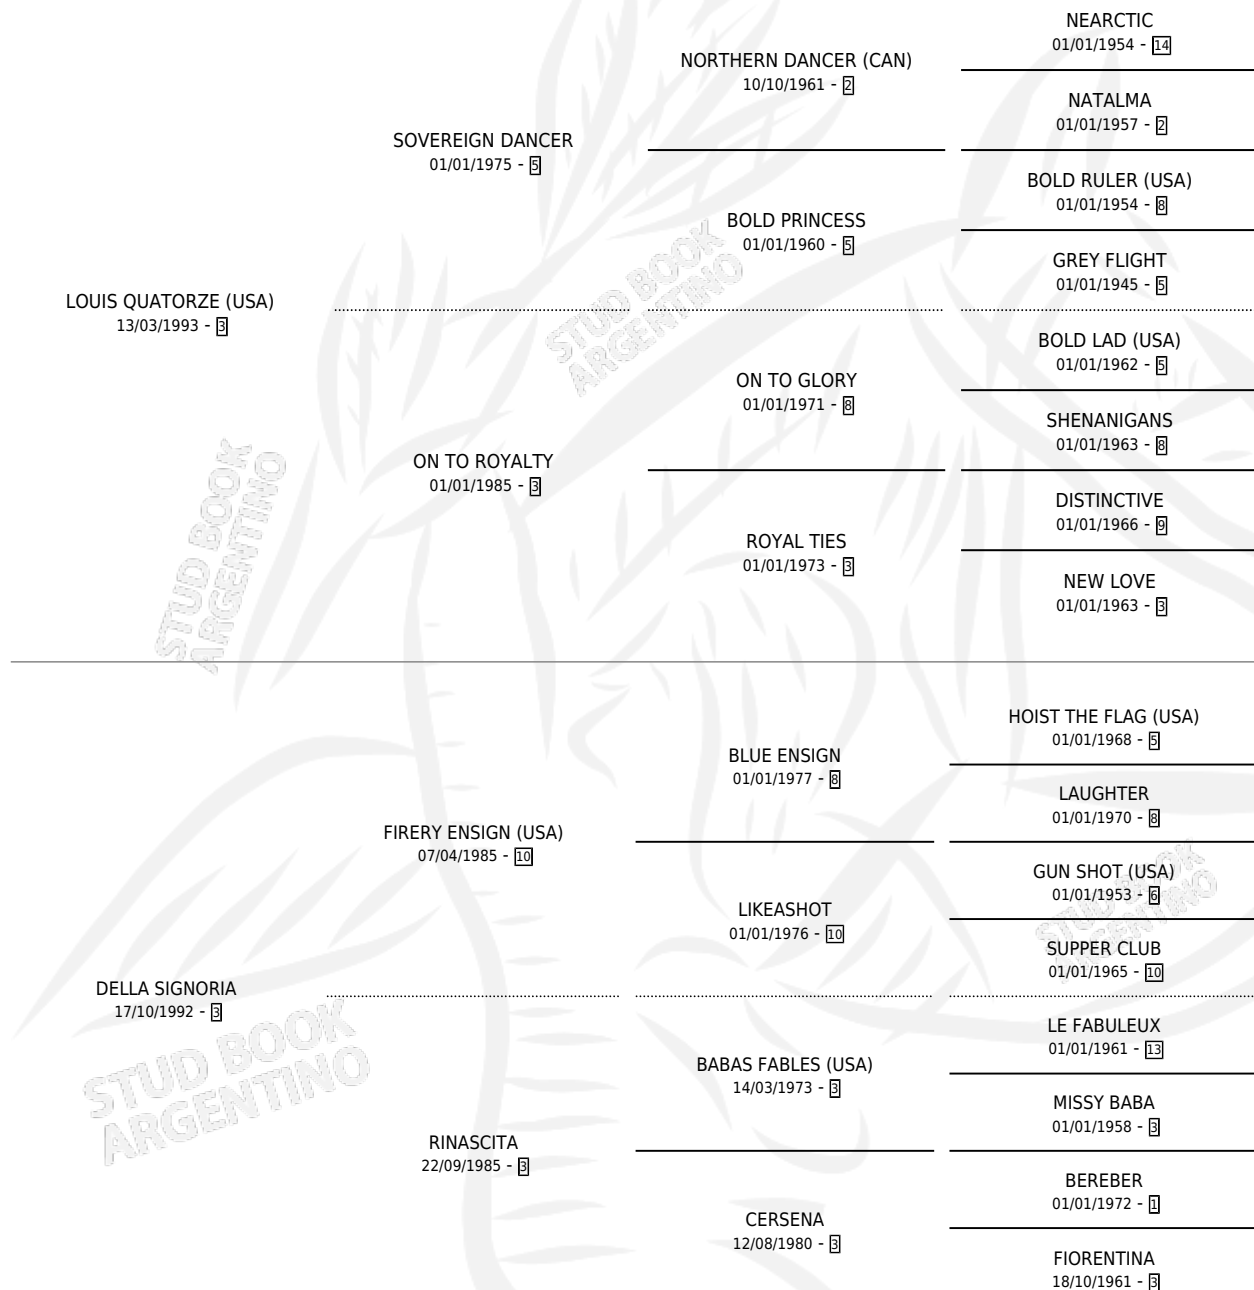 NEARCTIC
01/01/1954 - 14
NORTHERN DANCER (CAN)
10/10/1961 - 2
NATALMA
01/01/1957 - 2
SOVEREIGN DANCER
01/01/1975 - 5
BOLD RULER (USA)
01/01/1954 - 8
BOLD PRINCESS
01/01/1960 - 5
GREY FLIGHT
01/01/1945 - 5
LOUIS QUATORZE (USA)
13/03/1993 - 3
STUD BOOK
ARGENTINO
BOLD LAD (USA)
01/01/1962 - 5
ON TO GLORY
01/01/1971 - 8
SHENANIGANS
01/01/1963 - 8
ON TO ROYALTY
01/01/1985 - 3
DISTINCTIVE
01/01/1966 - 9
ROYAL TIES
01/01/1973 - 3
NEW LOVE
01/01/1963 - 3
STUD BOOK
ARGENTINO
HOIST THE FLAG (USA)
01/01/1968 - 5
BLUE ENSIGN
01/01/1977 - 8
LAUGHTER
01/01/1970 - 8
FIRERY ENSIGN (USA)
07/04/1985 - 10
GUN SHOT (USA)
01/01/1953 - 6
LIKEASHOT
01/01/1976 - 10
STUD BOOK
ARGENTINO
SUPPER CLUB
01/01/1965 - 10
DELLA SIGNORIA
17/10/1992 - 3
LE FABULEUX
01/01/1961 - 13
BABAS FABLES (USA)
14/03/1973 - 3
MISSY BABA
01/01/1958 - 3
STUD BOOK
ARGENTINO
RINASCITA
22/09/1985 - 3
BEREBER
01/01/1972 - 1
CERSENA
12/08/1980 - 3
FIORENTINA
18/10/1961 - 3